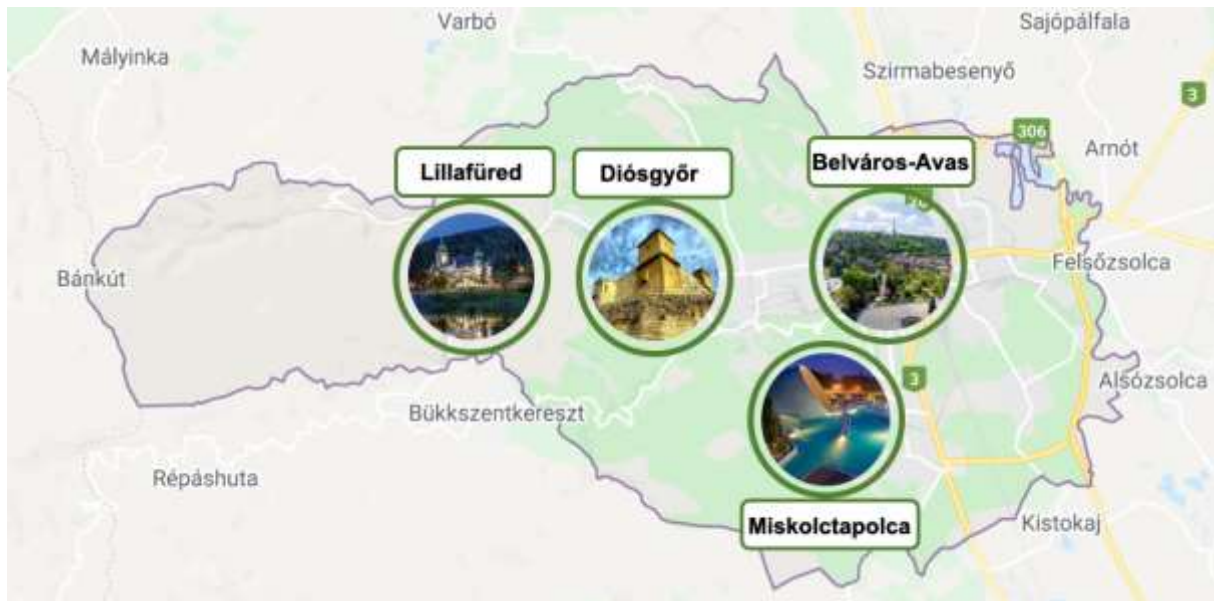 Varbó
Sajópálfala
Mályinka
Szirmabesenyő
3
306
Arnót
Lillafüred
Diósgyőr
Belváros-Avas
Bánkút
Felsőzsolca
3
Alsózsolca
Bükkszentkereszt
Répáshuta
Miskolctapolca
Kistokaj